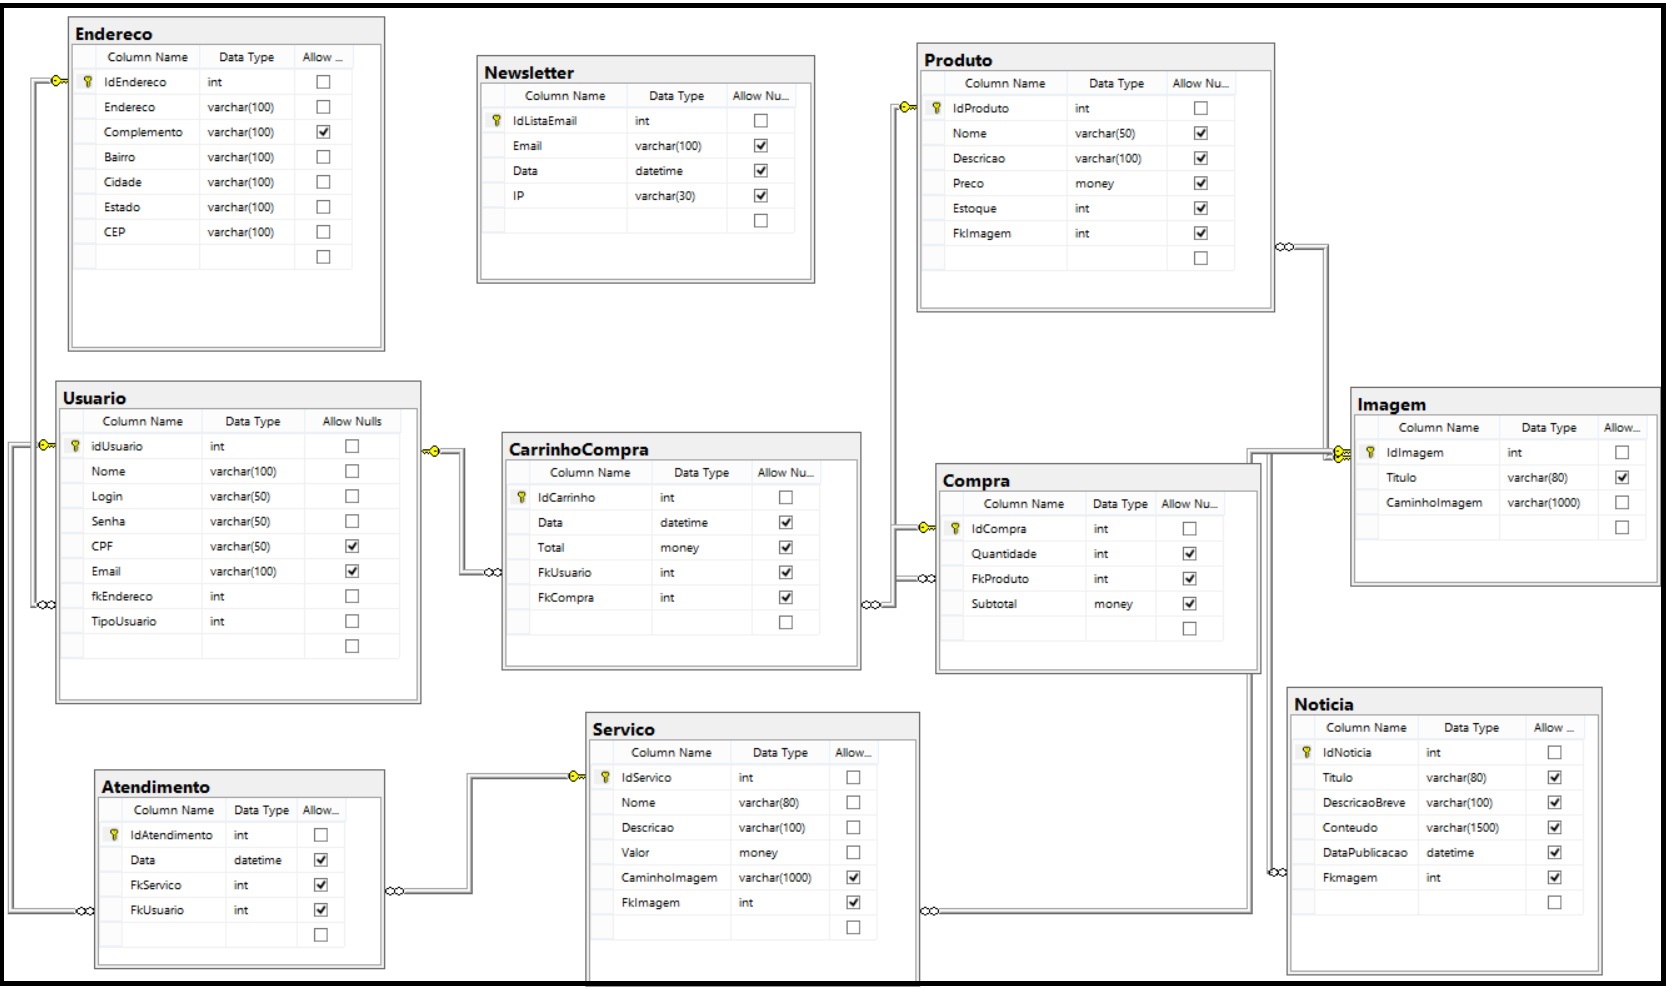 Endereco
Column Name Data Type Allow ...
IdEndereco int
Endereco varchar(100)
Complemento varchar(100)
Bairro varchar(100)
Cidade varchar(100)
Estado varchar(100)
CEP varchar(100)
Newsletter
Column Name Data Type Allow Nu...
IdListaEmail int
Email varchar(100)
Data datetime
IP varchar(30)
Produto
Column Name Data Type Allow Nu...
IdProduto int
Nome varchar(50)
Descricao varchar(100)
Preco money
Estoque int
FkImagem int
Usuario
Column Name Data Type Allow Nulls
idUsuario int
Nome varchar(100)
Login varchar(50)
Senha varchar(50)
CPF varchar(50)
Email varchar(100)
fkEndereco int
TipoUsuario int
CarrinhoCompra
Column Name Data Type Allow Nu...
IdCarrinho int
Data datetime
Total money
FkUsuario int
FkCompra int
Compra
Column Name Data Type Allow Nu...
IdCompra int
Quantidade int
FkProduto int
Subtotal money
Imagem
Column Name Data Type Allow...
IdImagem int
Titulo varchar(80)
CaminhoImagem varchar(1000)
Atendimento
Column Name Data Type Allow...
IdAtendimento int
Data datetime
FkServico int
FkUsuario int
Servico
Column Name Data Type Allow...
IdServico int
Nome varchar(80)
Descricao varchar(100)
Valor money
CaminhoImagem varchar(1000)
FkImagem int
Noticia
Column Name Data Type Allow ...
IdNoticia int
Titulo varchar(80)
DescricaoBreve varchar(100)
Conteudo varchar(1500)
DataPublicacao datetime
Fkmagem int